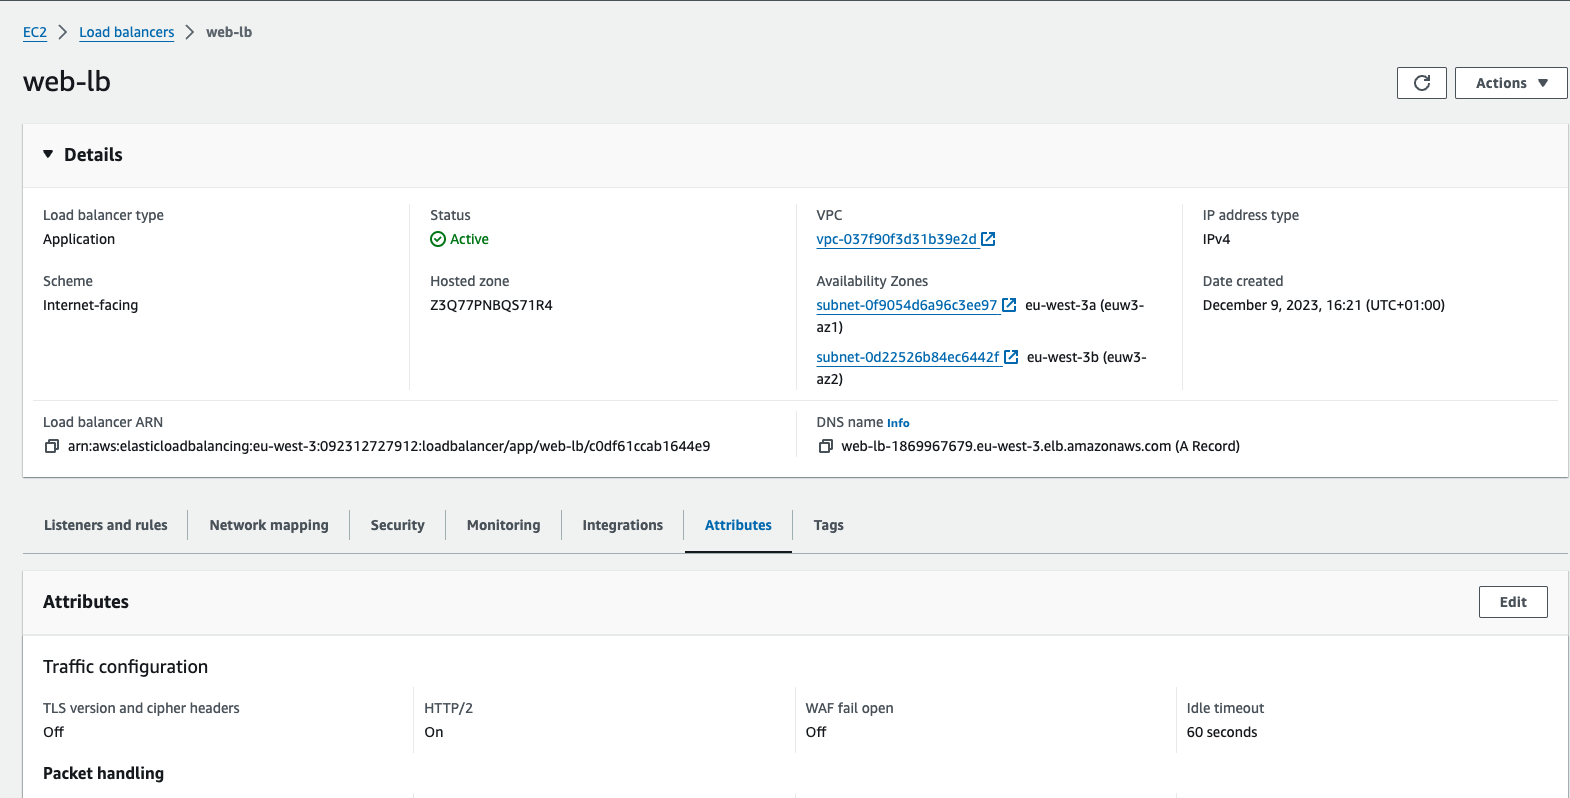 EC2 > Load balancers > web-lb
web-lb
Actions
Details
Load balancer type
Application
Scheme
Internet-facing
Status
Active
Hosted zone
Z3Q77PNBQS71R4
VPC
vpc-037f90f3d31b39e2d
Availability Zones
subnet-0f9054d6a96c3ee97 eu-west-3a (euw3-
az1)
subnet-0d22526b84ec6442f eu-west-3b (euw3-
az2)
IP address type
IPv4
Date created
December 9, 2023, 16:21 (UTC+01:00)
Load balancer ARN
arn:aws:elasticloadbalancing:eu-west-3:092312727912:loadbalancer/app/web-lb/c0df61ccab1644e9
DNS name Info
web-lb-1869967679.eu-west-3.elb.amazonaws.com (A Record)
Listeners and rules
Network mapping
Security
Monitoring
Integrations
Attributes
Tags
Attributes
Edit
Traffic configuration
TLS version and cipher headers
Off
HTTP/2
On
WAF fail open
Off
Idle timeout
60 seconds
Packet handling